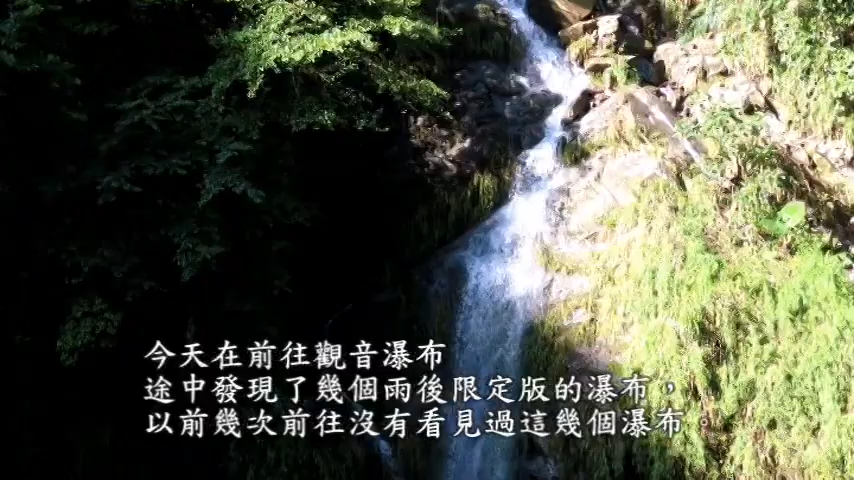 今天在前往觀音瀑布
途中發現了幾個雨後限定版的瀑布，
以前幾次前往沒有看見過這幾個瀑布。